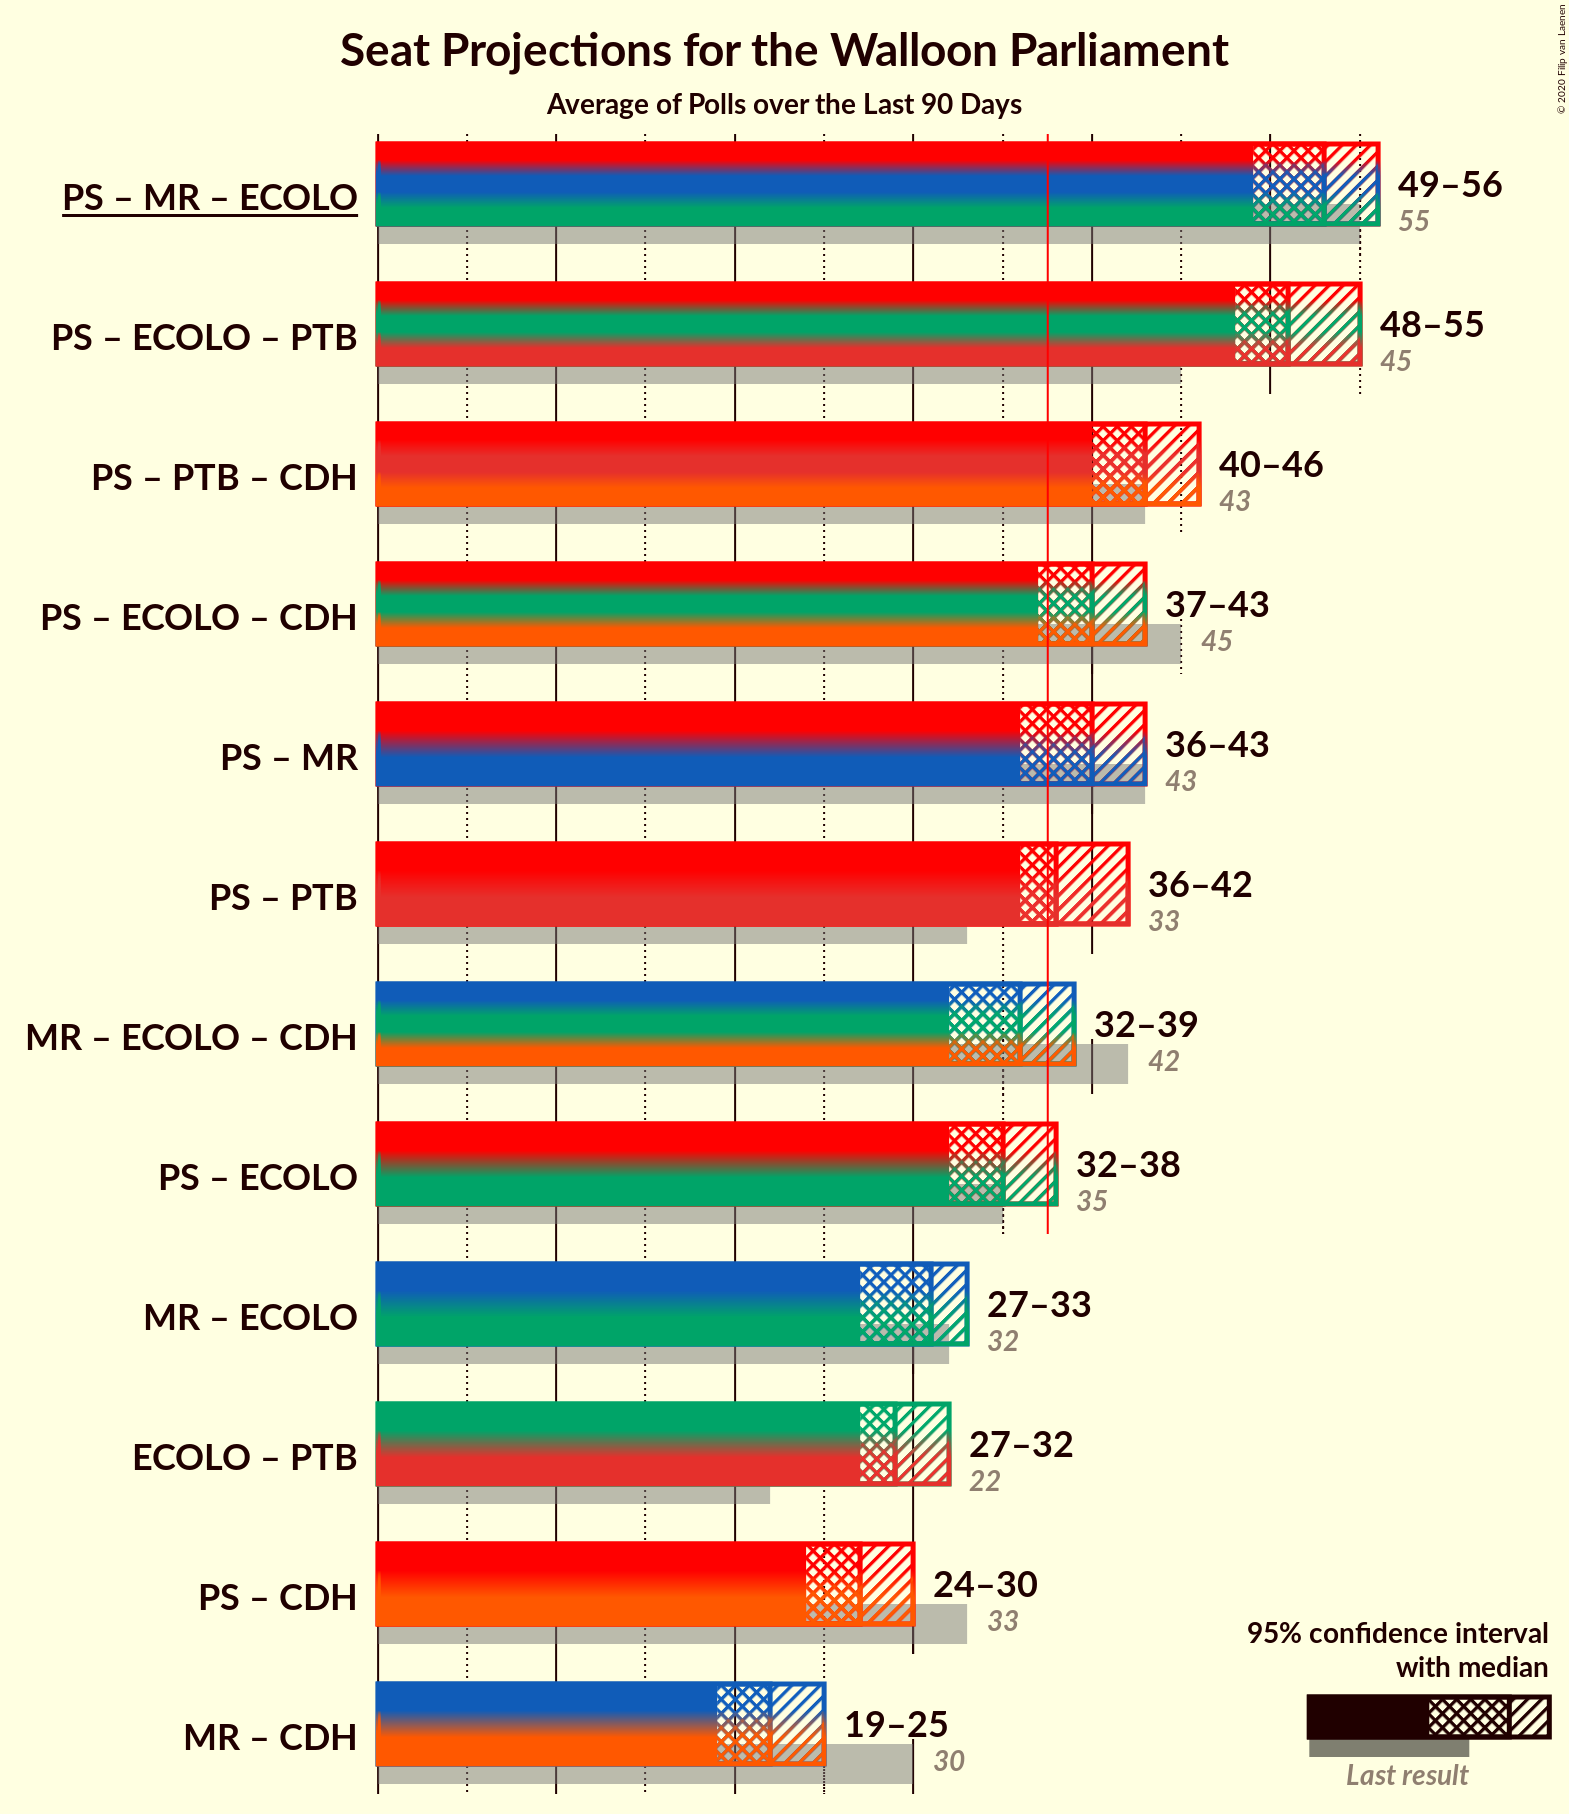 Seat Projections for the Walloon Parliament
Average of Polls over the Last 90 Days
© 2020 Filip van Laenen
PS – MR – ECOLO
49–56
55
PS – ECOLO – PTB
48–55
45
PS – PTB – CDH
40–46
43
PS – ECOLO – CDH
37–43
45
PS – MR
36–43
43
PS – PTB
36–42
33
MR – ECOLO – CDH
32–39
42
PS – ECOLO
32–38
35
MR – ECOLO
27–33
32
ECOLO – PTB
27–32
22
PS – CDH
24–30
33
MR – CDH
19–25
30
95% confidence interval
with median
Last result